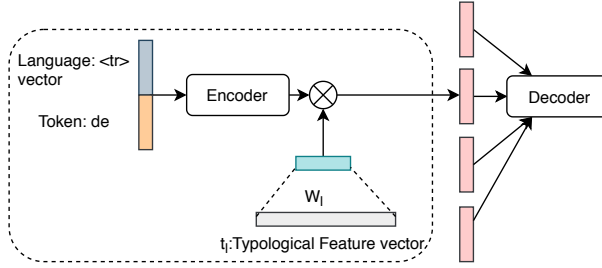 Language: <tr>
vector
Token: de
Encoder
Decoder
W_l
t_l:Typological Feature vector